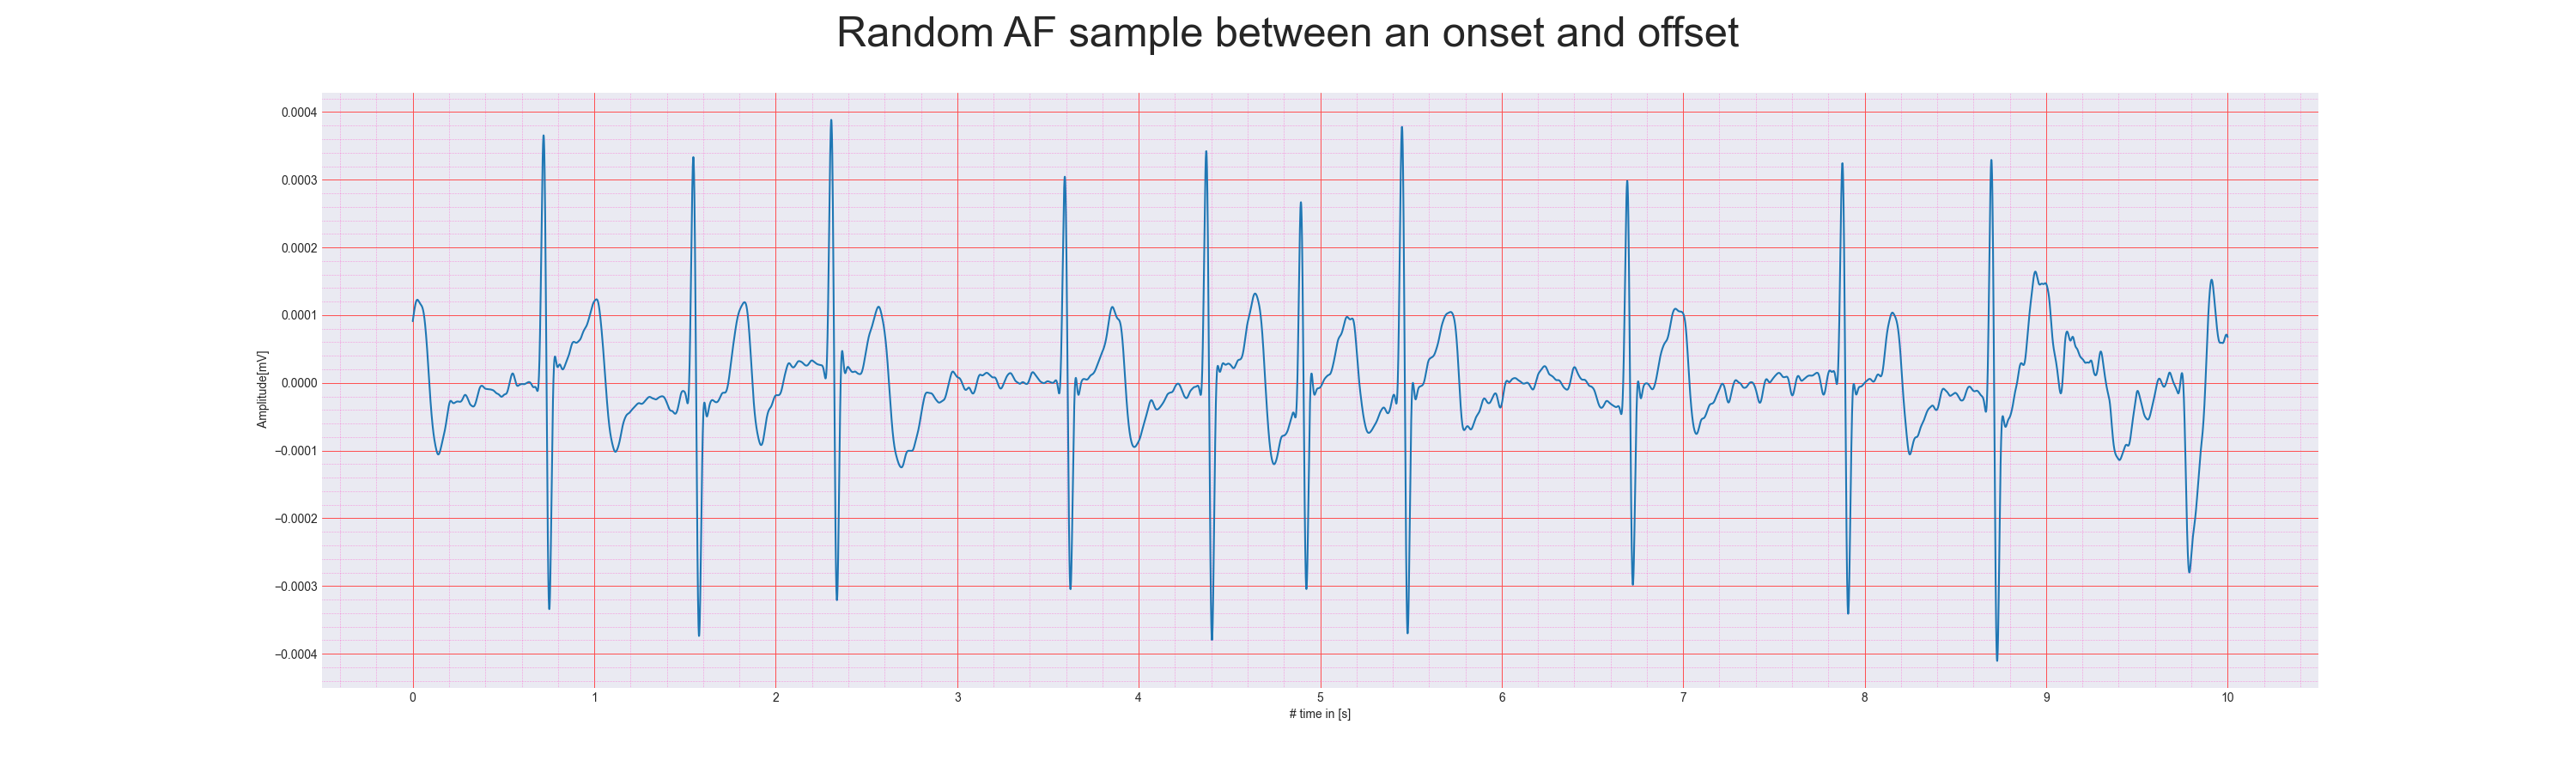 Random AF sample between an onset and offset
0.0004
0.0003
0.0002
0.0001
0.0000
−0.0001
−0.0002
−0.0003
−0.0004
Amplitude[mV]
0 1 2 3 4 5 6 7 8 9 10
# time in [s]